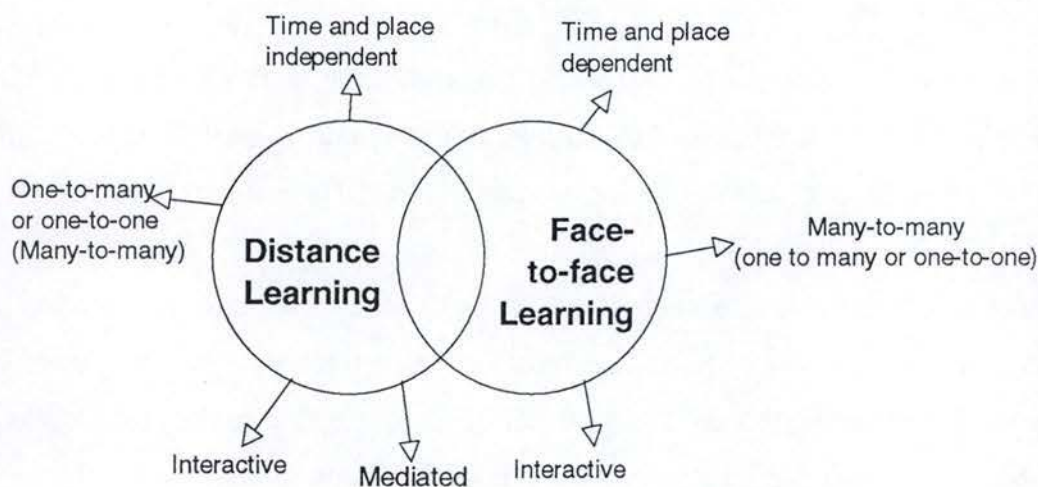 Time and place
independent
Time and place
dependent
One-to-many
or one-to-one
(Many-to-many)
Distance
Learning
Face-
to-face
Learning
Many-to-many
(one to many or one-to-one)
Interactive
Mediated
Interactive